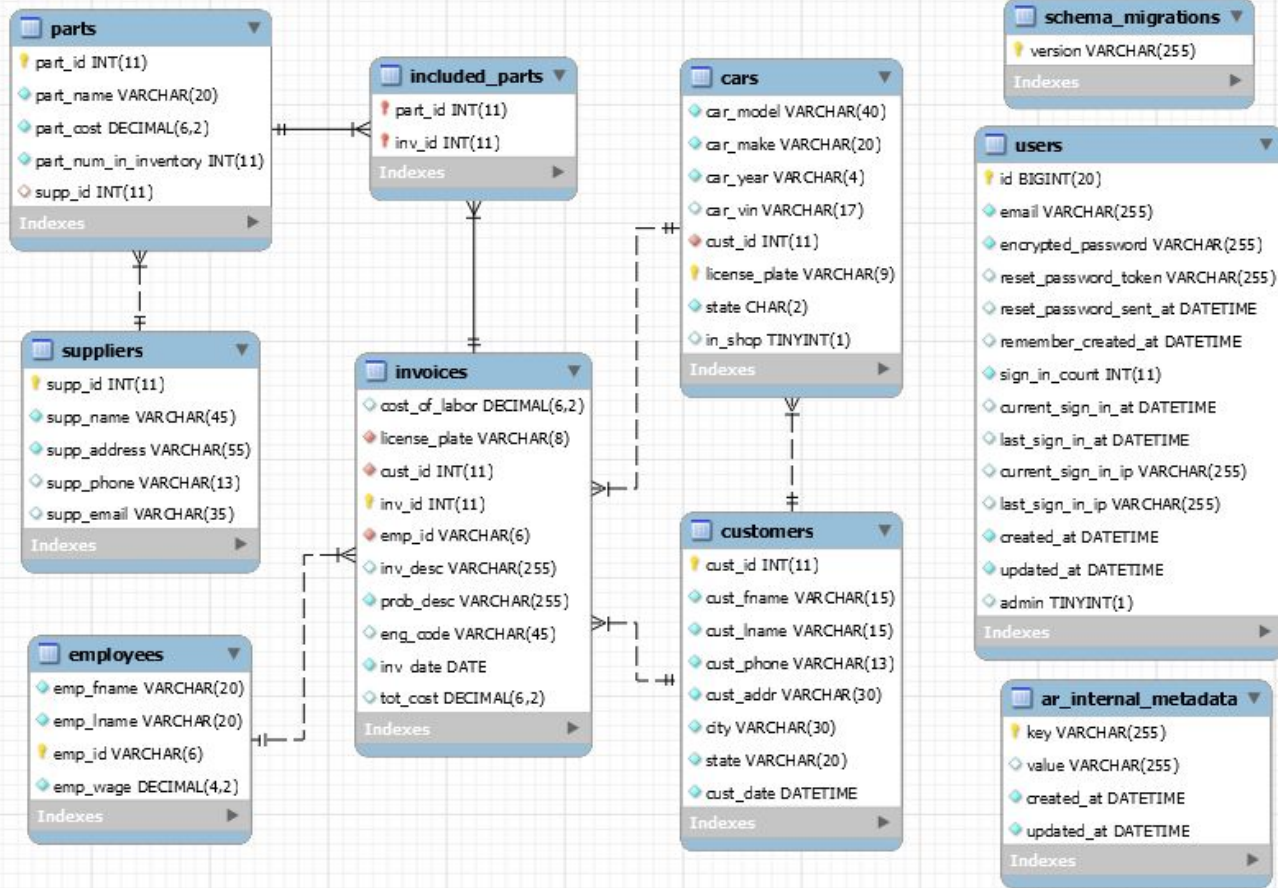 parts
part_id INT(11)
part_name VARCHAR(20)
part_cost DECIMAL(6,2)
part_num_in_inventory INT(11)
supp_id INT(11)
Indexes
included_parts
part_id INT(11)
inv_id INT(11)
Indexes
cars
car_model VARCHAR(40)
car_make VARCHAR(20)
car_year VARCHAR(4)
car_vin VARCHAR(17)
cust_id INT(11)
license_plate VARCHAR(9)
state CHAR(2)
in_shop TINYINT(1)
Indexes
schema_migrations
version VARCHAR(255)
Indexes
users
id BIGINT(20)
email VARCHAR(255)
encrypted_password VARCHAR(255)
reset_password_token VARCHAR(255)
reset_password_sent_at DATETIME
remember_created_at DATETIME
sign_in_count INT(11)
current_sign_in_at DATETIME
last_sign_in_at DATETIME
current_sign_in_ip VARCHAR(255)
last_sign_in_ip VARCHAR(255)
created_at DATETIME
updated_at DATETIME
admin TINYINT(1)
Indexes
suppliers
supp_id INT(11)
supp_name VARCHAR(45)
supp_address VARCHAR(55)
supp_phone VARCHAR(13)
supp_email VARCHAR(35)
Indexes
invoices
cost_of_labor DECIMAL(6,2)
license_plate VARCHAR(8)
cust_id INT(11)
inv_id INT(11)
emp_id VARCHAR(6)
inv_desc VARCHAR(255)
prob_desc VARCHAR(255)
eng_code VARCHAR(45)
inv_date DATE
tot_cost DECIMAL(6,2)
Indexes
customers
cust_id INT(11)
cust_fname VARCHAR(15)
cust_lname VARCHAR(15)
cust_phone VARCHAR(13)
cust_addr VARCHAR(30)
city VARCHAR(30)
state VARCHAR(20)
cust_date DATETIME
Indexes
employees
emp_fname VARCHAR(20)
emp_lname VARCHAR(20)
emp_id VARCHAR(6)
emp_wage DECIMAL(4,2)
Indexes
ar_internal_metadata
key VARCHAR(255)
value VARCHAR(255)
created_at DATETIME
updated_at DATETIME
Indexes